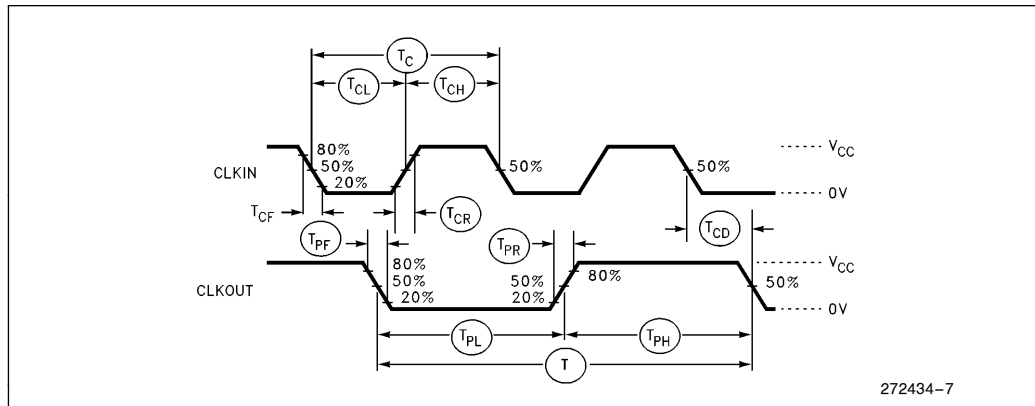 T_C
T_CL T_CH
CLKIN 80% 50% 20% 50% 50% V_CC 0V
T_CF T_CR T_CD
T_PF T_PR
CLKOUT 80% 50% 20% 50% 20% 80% 50% V_CC 0V
T_PL T_PH
T
272434–7